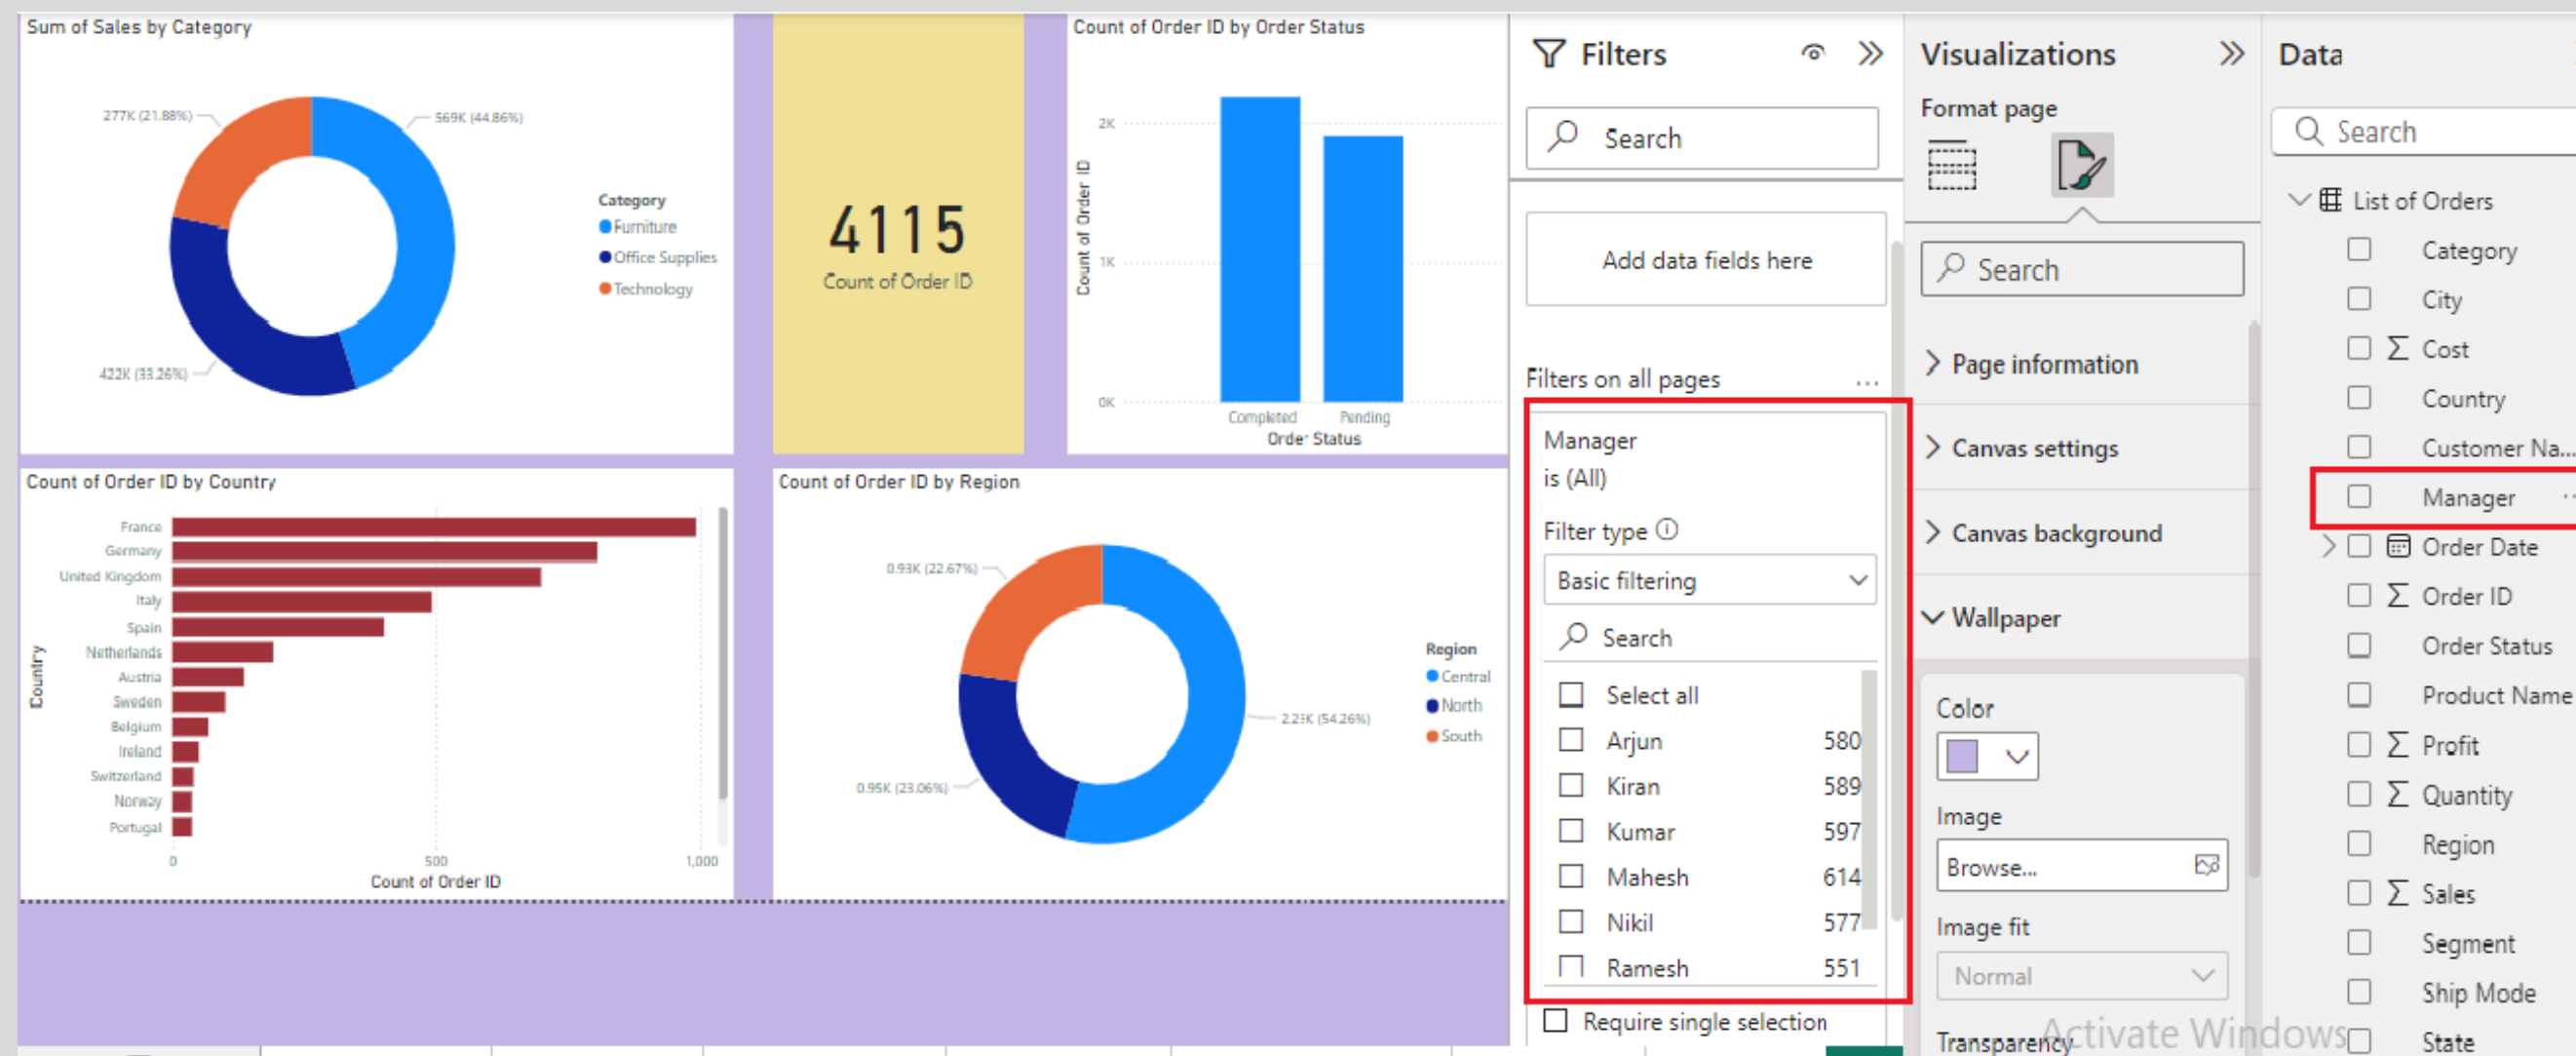 Sum of Sales by Category
277K (21.88%)
569K (44.86%)
422K (33.26%)
Category
Furniture
Office Supplies
Technology
4115
Count of Order ID
Count of Order ID by Order Status
Count of Order ID
2K
1K
0K
Completed
Pending
Order Status
Count of Order ID by Country
Country
France
Germany
United Kingdom
Italy
Spain
Netherlands
Austria
Sweden
Belgium
Ireland
Switzerland
Norway
Portugal
0
500
1,000
Count of Order ID
Count of Order ID by Region
0.93K (22.67%)
0.95K (23.06%)
2.23K (54.26%)
Region
Central
North
South
Filters
Search
Add data fields here
Filters on all pages ...
Manager
is (All)
Filter type
Basic filtering
Search
Select all
Arjun 580
Kiran 589
Kumar 597
Mahesh 614
Nikil 577
Ramesh 551
Require single selection
Visualizations
Format page
Search
Page information
Canvas settings
Canvas background
Wallpaper
Color
Image
Browse...
Image fit
Normal
Transparency
Data
Search
List of Orders
Category
City
Σ Cost
Country
Customer Na...
Manager
Order Date
Σ Order ID
Order Status
Product Name
Σ Profit
Σ Quantity
Region
Σ Sales
Segment
Ship Mode
State
Activate Windows